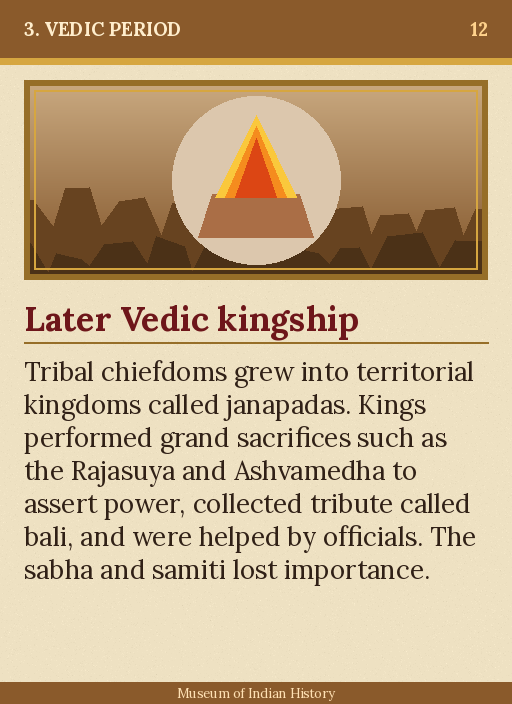 3. VEDIC PERIOD
12
Later Vedic kingship
Tribal chiefdoms grew into territorial
kingdoms called janapadas. Kings
performed grand sacrifices such as
the Rajasuya and Ashvamedha to
assert power, collected tribute called
bali, and were helped by officials. The
sabha and samiti lost importance.
Museum of Indian History